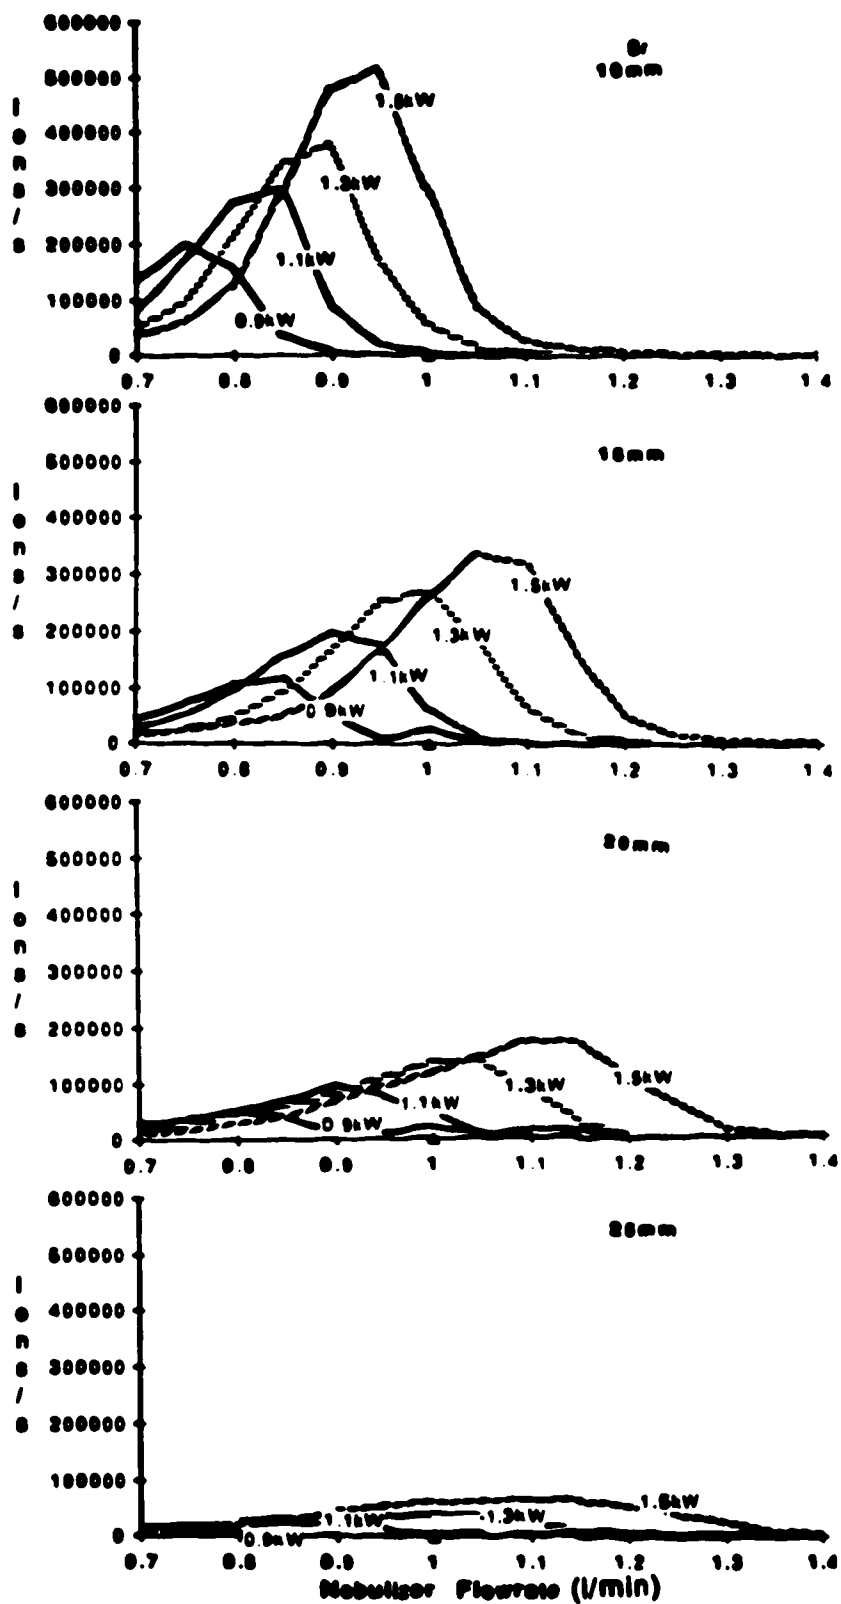 600000
Sr
10mm
500000
1.5kW
400000
300000
1.3kW
200000
1.1kW
100000
0.9kW
0
0.7 0.8 0.9 1 1.1 1.2 1.3 1.4
Ions/s
600000
15mm
500000
400000
300000
1.5kW
200000
1.3kW
1.1kW
100000
0.9kW
0
0.7 0.8 0.9 1 1.1 1.2 1.3 1.4
Ions/s
600000
20mm
500000
400000
300000
200000
100000
1.5kW
1.3kW
1.1kW
0.9kW
0
0.7 0.8 0.9 1 1.1 1.2 1.3 1.4
Ions/s
600000
25mm
500000
400000
300000
200000
100000
1.5kW
1.3kW
1.1kW
0.9kW
0
0.7 0.8 0.9 1 1.1 1.2 1.3 1.4
Ions/s
Nebulizer Flowrate (l/min)